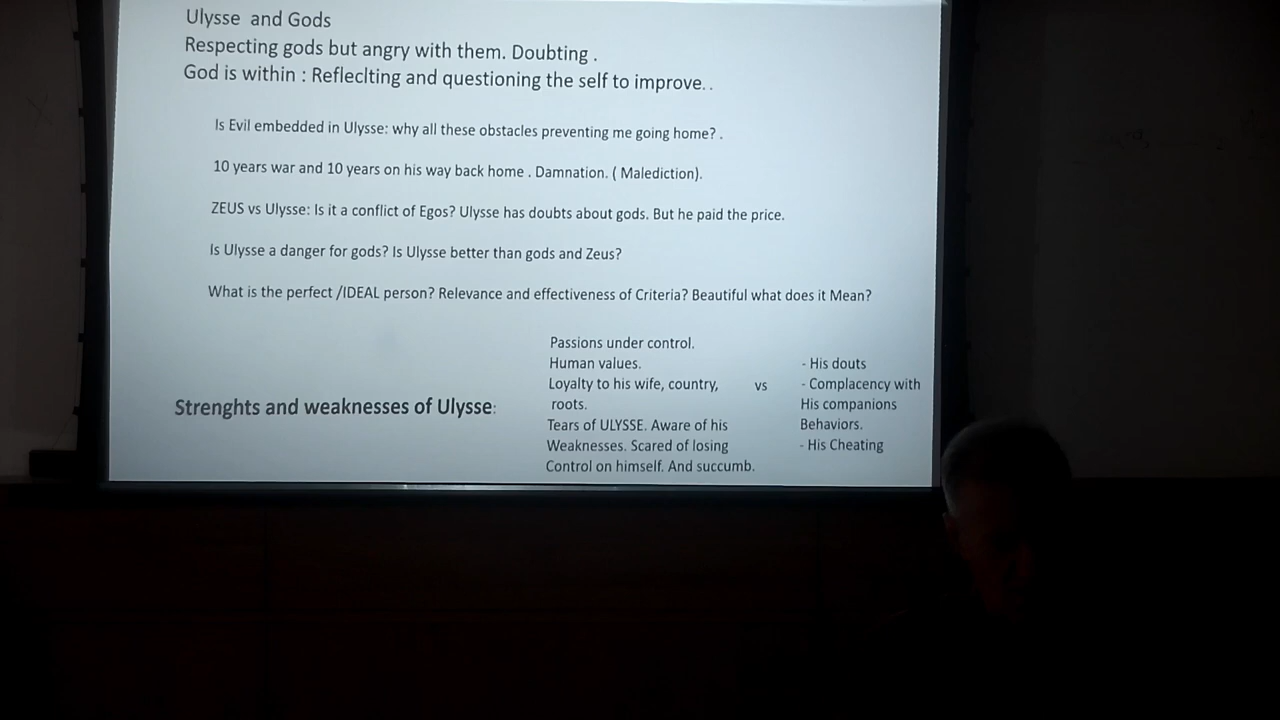 Ulysse and Gods
Respecting gods but angry with them. Doubting .
God is within : Refleclting and questioning the self to improve. .
Is Evil embedded in Ulysse: why all these obstacles preventing me going home? .
10 years war and 10 years on his way back home . Damnation. ( Malediction).
ZEUS vs Ulysse: Is it a conflict of Egos? Ulysse has doubts about gods. But he paid the price.
Is Ulysse a danger for gods? Is Ulysse better than gods and Zeus?
What is the perfect /IDEAL person? Relevance and effectiveness of Criteria? Beautiful what does it Mean?
Strenghts and weaknesses of Ulysse:
Passions under control.
Human values.
Loyalty to his wife, country,
roots.
Tears of ULYSSE. Aware of his
Weaknesses. Scared of losing
Control on himself. And succumb.
vs
- His douts
- Complacency with
His companions
Behaviors.
- His Cheating